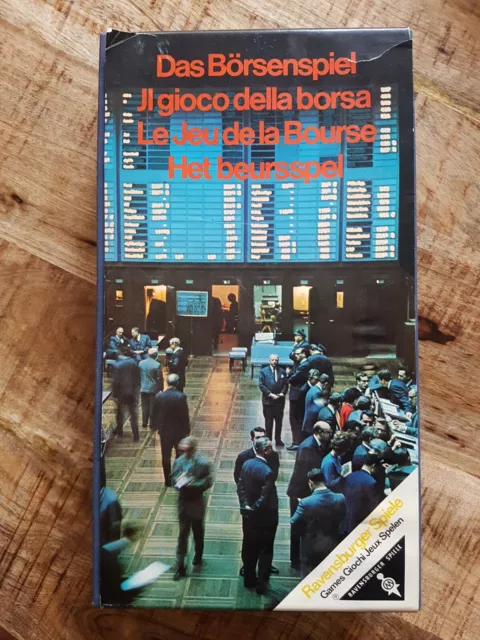 Das Börsenspiel
Jl gioco della borsa
Le Jeu de la Bourse
Het beursspel
Ravensburger Spiele
Games Giochi Jeux Spelen
®
RAVENSBURGER SPIELE